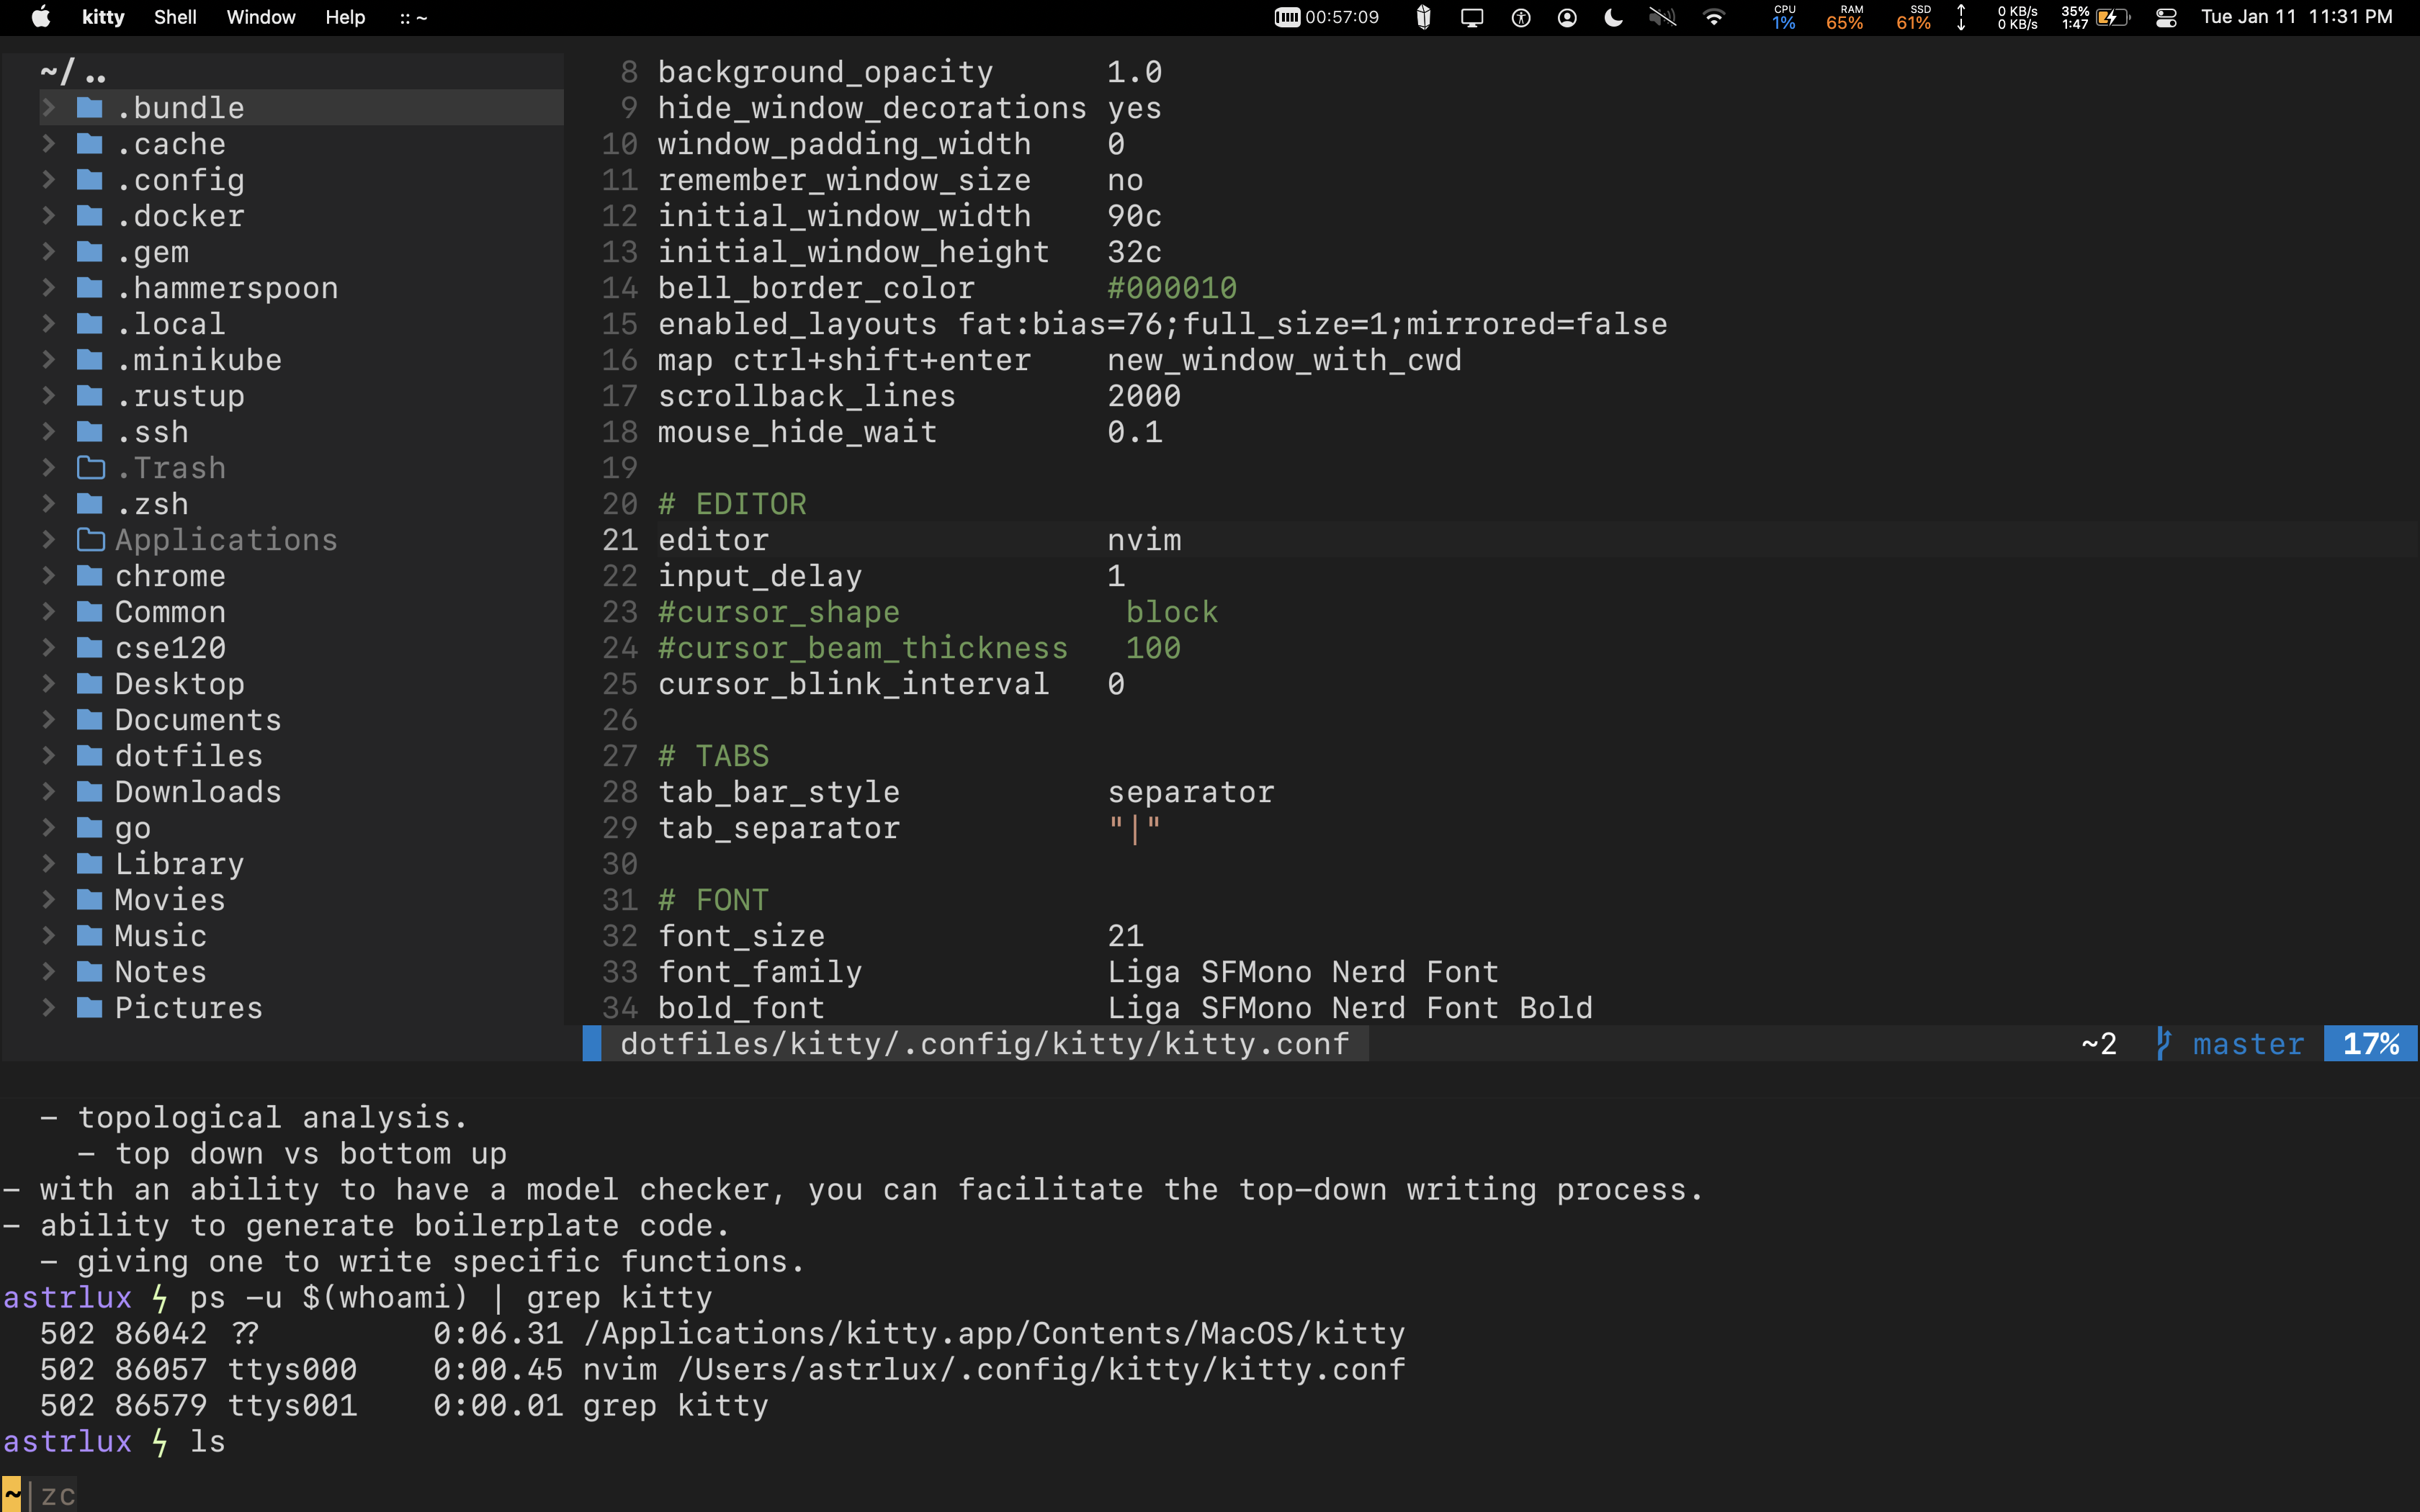 kitty Shell Window Help :: ~ 00:57:09 CPU 1% RAM 65% SSD 61% 0 KB/s 0 KB/s 35% 1:47 Tue Jan 11 11:31 PM
~/ ..
.bundle
.cache
.config
.docker
.gem
.hammerspoon
.local
.minikube
.rustup
.ssh
.Trash
.zsh
Applications
chrome
Common
cse120
Desktop
Documents
dotfiles
Downloads
go
Library
Movies
Music
Notes
Pictures
8 background_opacity 1.0
9 hide_window_decorations yes
10 window_padding_width 0
11 remember_window_size no
12 initial_window_width 90c
13 initial_window_height 32c
14 bell_border_color #000010
15 enabled_layouts fat:bias=76;full_size=1;mirrored=false
16 map ctrl+shift+enter new_window_with_cwd
17 scrollback_lines 2000
18 mouse_hide_wait 0.1
19
20 # EDITOR
21 editor nvim
22 input_delay 1
23 #cursor_shape block
24 #cursor_beam_thickness 100
25 cursor_blink_interval 0
26
27 # TABS
28 tab_bar_style separator
29 tab_separator "|"
30
31 # FONT
32 font_size 21
33 font_family Liga SFMono Nerd Font
34 bold_font Liga SFMono Nerd Font Bold
dotfiles/kitty/.config/kitty/kitty.conf ~2 master 17%
- topological analysis.
- top down vs bottom up
- with an ability to have a model checker, you can facilitate the top-down writing process.
- ability to generate boilerplate code.
- giving one to write specific functions.
astrlux ϟ ps -u $(whoami) | grep kitty
502 86042 ?? 0:06.31 /Applications/kitty.app/Contents/MacOS/kitty
502 86057 ttys000 0:00.45 nvim /Users/astrlux/.config/kitty/kitty.conf
502 86579 ttys001 0:00.01 grep kitty
astrlux ϟ ls
~|zc